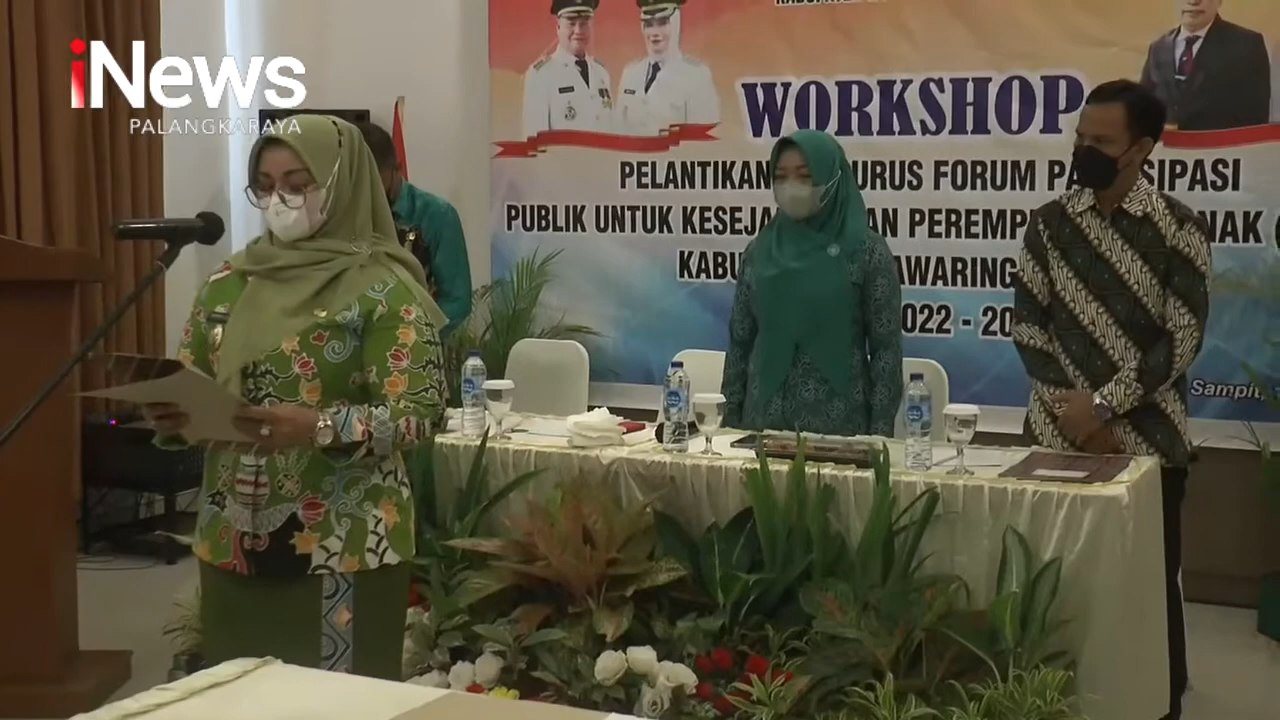 iNews
PALANGKARAYA
WORKSHOP
PELANTIKAN URUS FORUM PA SIPASI
PUBLIK UNTUK KESEJA AN PEREMP NAK
KABU AWARING
022 - 20
Sampit